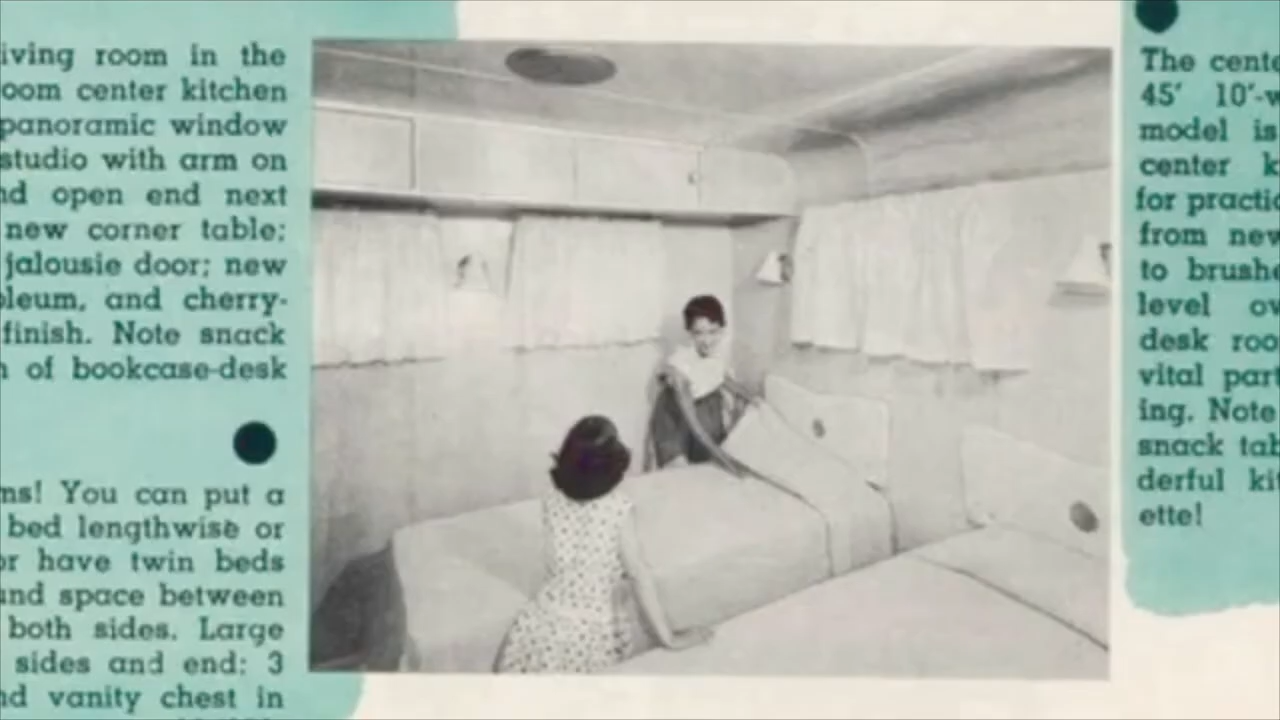 iving room in the
oom center kitchen
panoramic window
studio with arm on
nd open end next
new corner table;
jalousie door; new
oleum, and cherry-
finish. Note snack
of bookcase-desk
ms! You can put a
bed lengthwise or
or have twin beds
und space between
both sides. Large
sides and end; 3
nd vanity chest in
The cente
45' 10'-w
model is
center k
for practic
from new
to brushe
level ov
desk roo
vital part
ing. Note
snack tab
derful kit
ette!